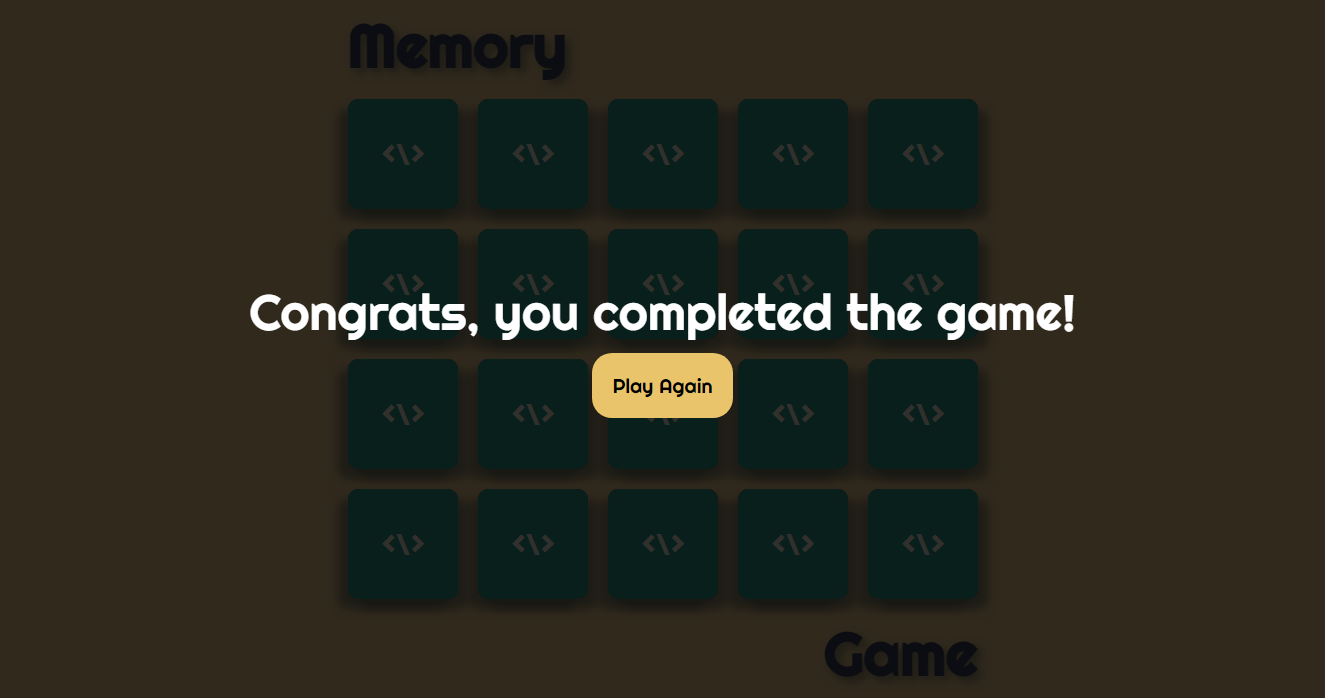 Memory
<\> <\> <\> <\> <\>
<\> <\> <\> <\> <\>
Congrats, you completed the game!
Play Again
<\> <\> <\> <\>
<\> <\> <\> <\> <\>
Game